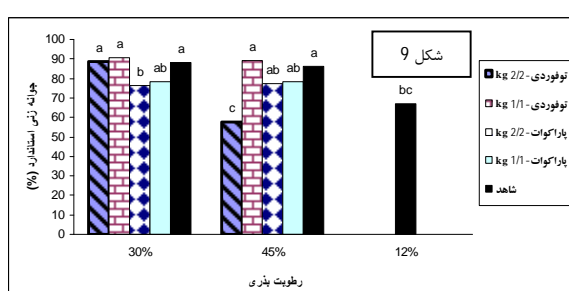 شکل 9
جوانه زنی استاندارد (%)
100
90
80
70
60
50
40
30
20
10
0
a a b ab a
c a ab ab a
bc
30% 45% 12%
رطوبت بذری
توفوردی- 2/2 kg
توفوردی- 1/1 kg
پاراکوات- 2/2 kg
پاراکوات- 1/1 kg
شاهد